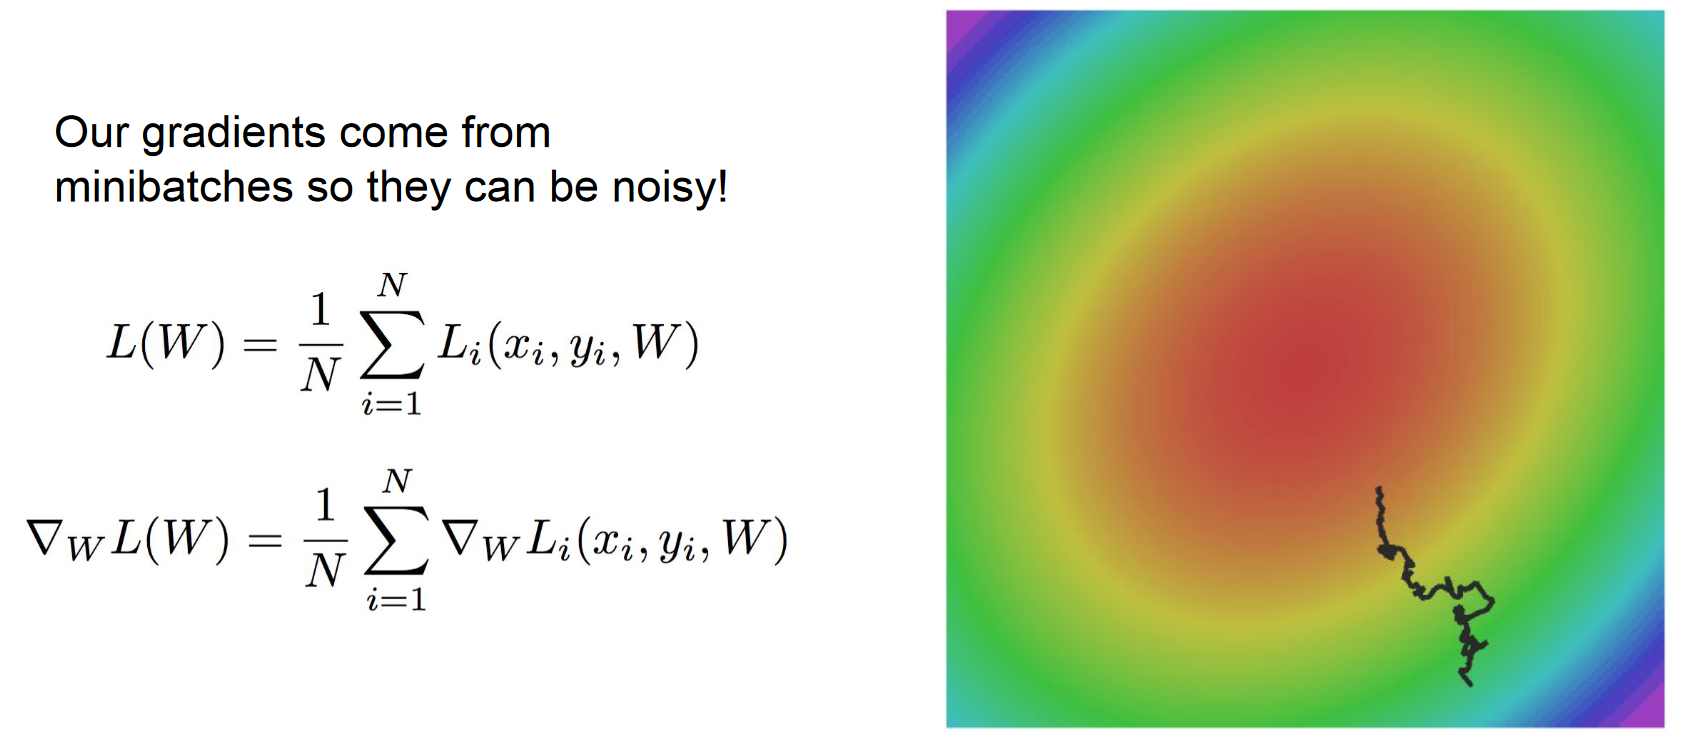 Our gradients come from
minibatches so they can be noisy!
L(W) = \frac{1}{N} \sum_{i=1}^{N} L_i(x_i, y_i, W)
\nabla_W L(W) = \frac{1}{N} \sum_{i=1}^{N} \nabla_W L_i(x_i, y_i, W)